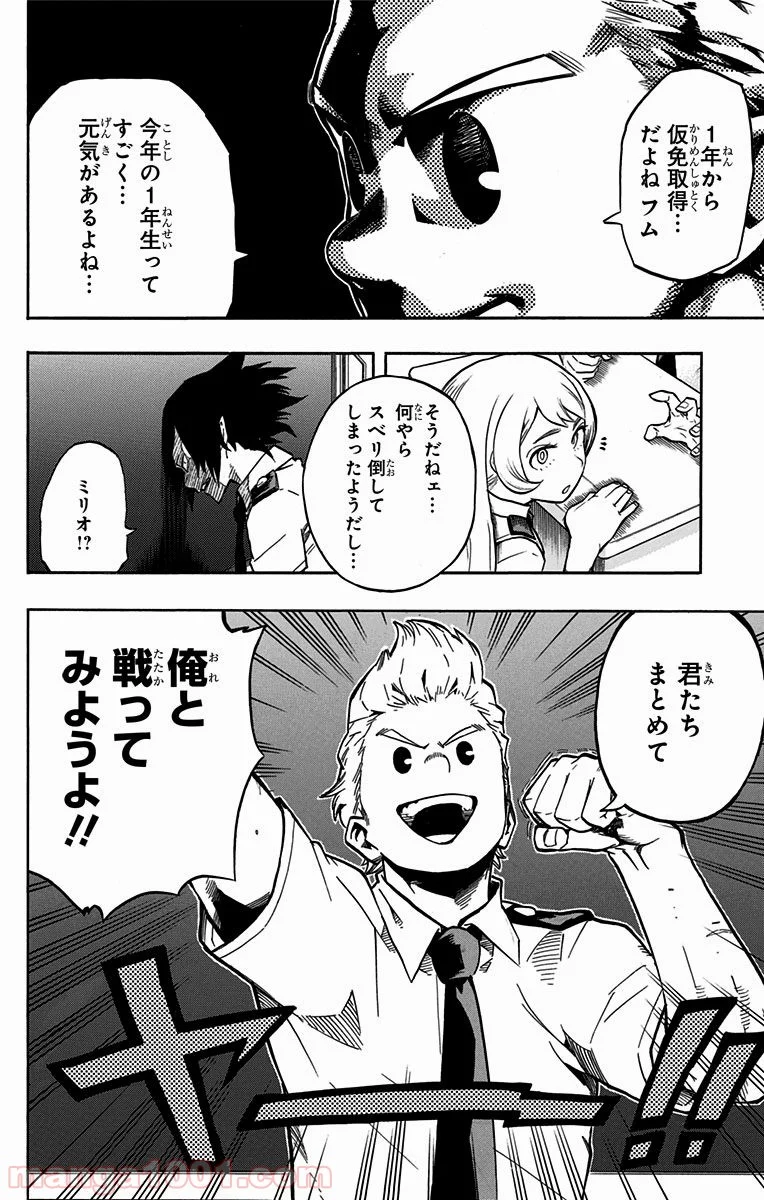 1年から
仮免取得…
だよね フム
今年の1年生って
すごく…
元気が
あるよね…
そうだねェ…
何やら
スベリ倒して
しまったようだし…
ミリオ!?
君たち
まとめて
俺と
戦って
みようよ!!
ナー!!
manga1001.com